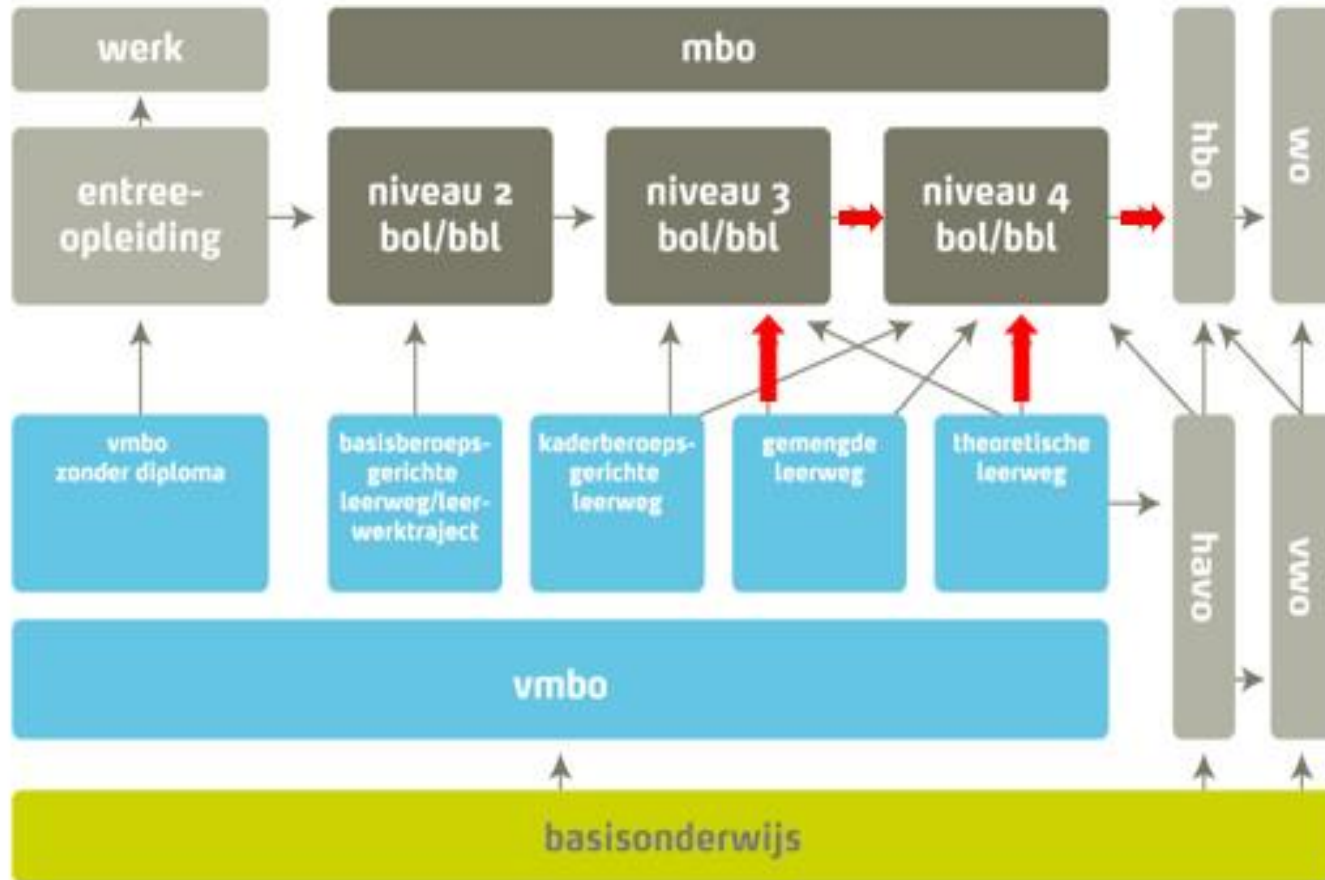 werk
mbo
entree-
opleiding
niveau 2
bol/bbl
niveau 3
bol/bbl
niveau 4
bol/bbl
hbo
wo
vmbo
zonder diploma
basisberoeps-
gerichte
leerweg/leer-
werktraject
kaderberoeps-
gerichte
leerweg
gemengde
leerweg
theoretische
leerweg
havo
vwo
vmbo
basisonderwijs